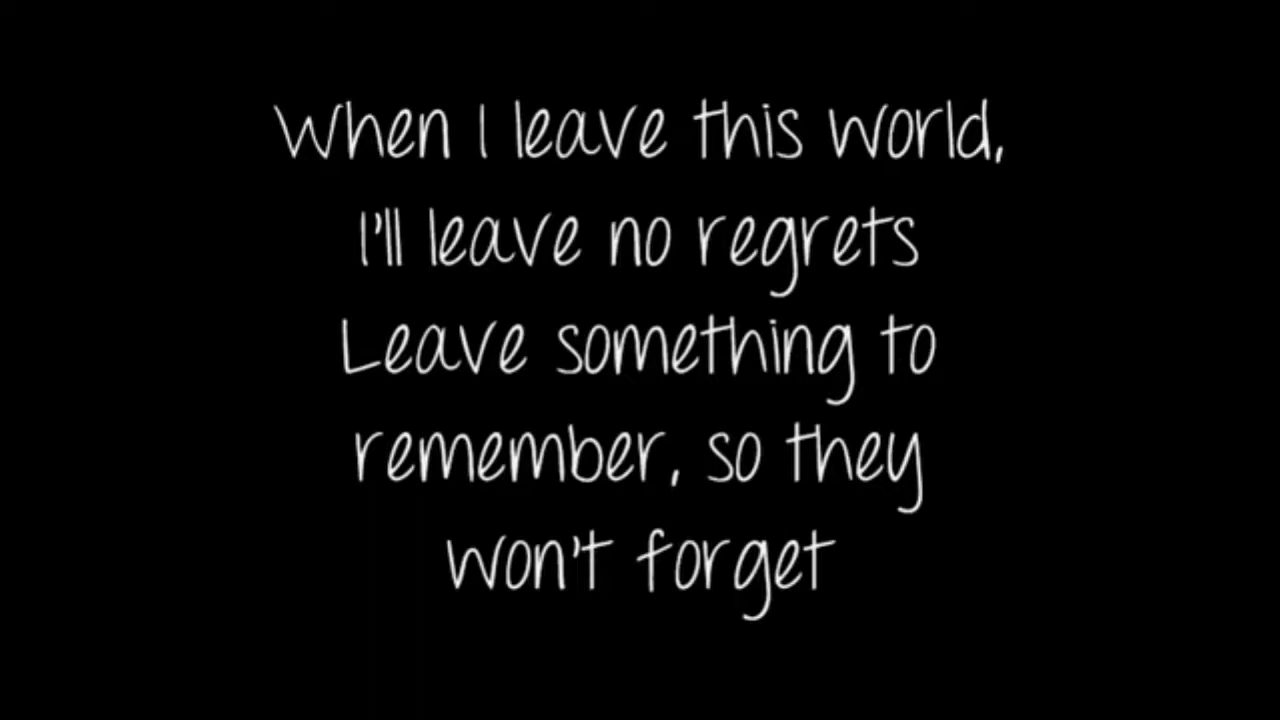 When I leave this world,
I'll leave no regrets
Leave something to
remember, so they
won't forget